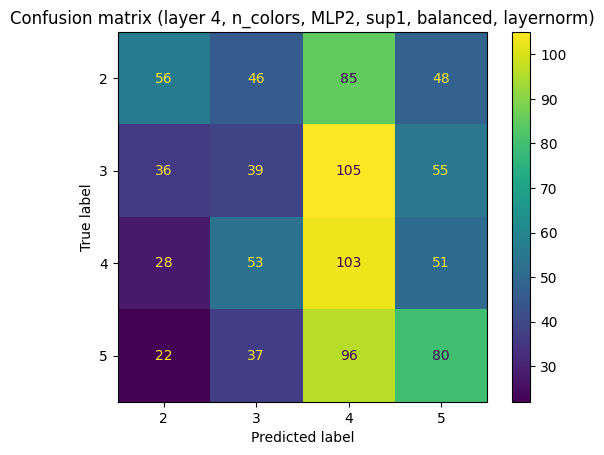 Confusion matrix (layer 4, n_colors, MLP2, sup1, balanced, layernorm)
True label
2 56 46 85 48
3 36 39 105 55
4 28 53 103 51
5 22 37 96 80
2 3 4 5
Predicted label
100
90
80
70
60
50
40
30